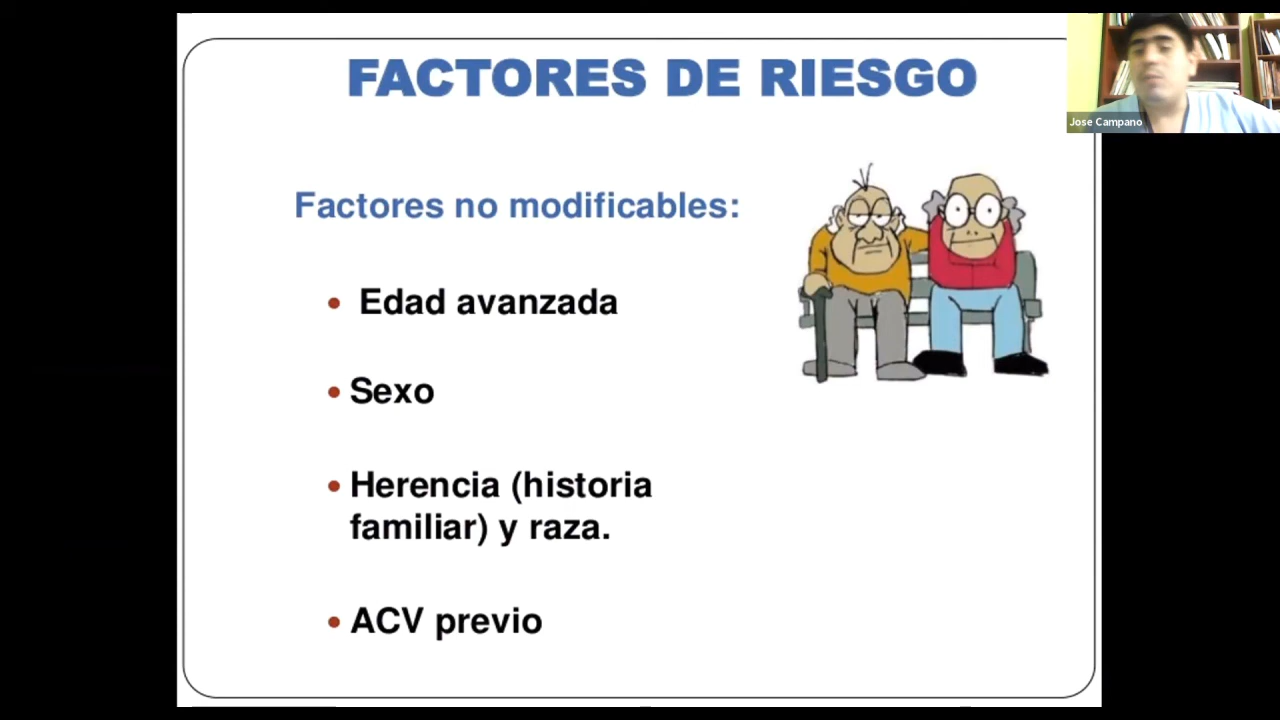 FACTORES DE RIESGO
Jose Campano
Factores no modificables:
• Edad avanzada
• Sexo
• Herencia (historia
familiar) y raza.
• ACV previo